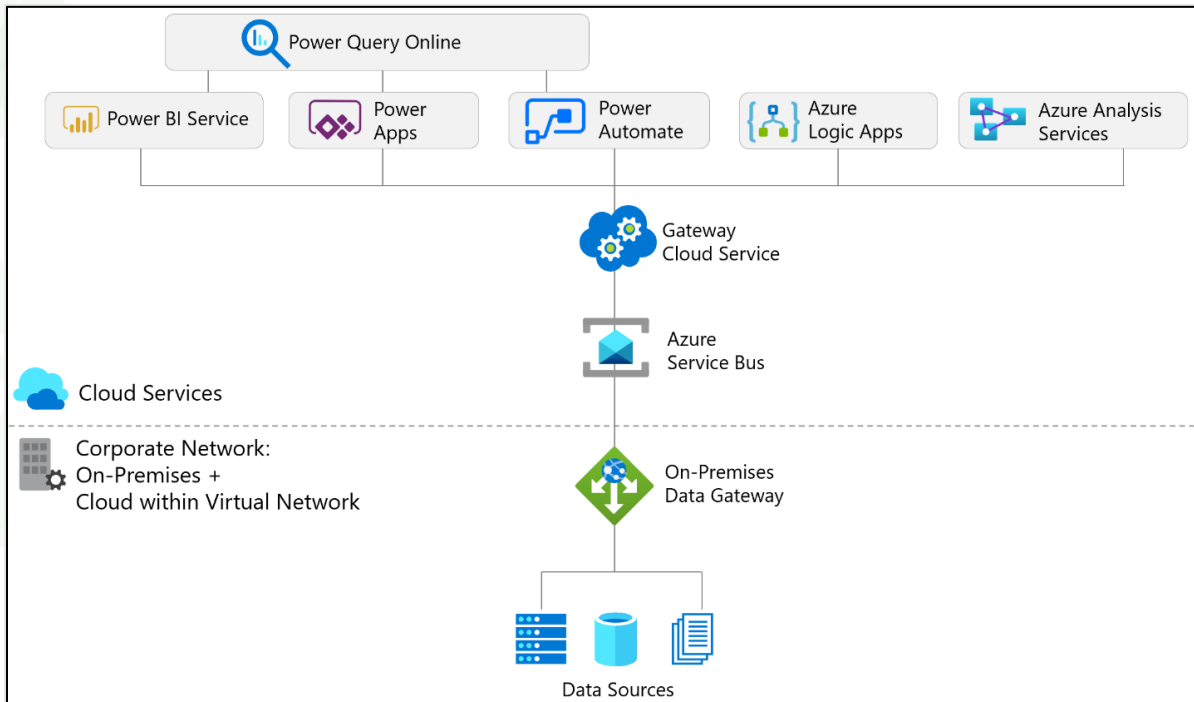 Power Query Online
Power BI Service
Power
Apps
Power
Automate
Azure
Logic Apps
Azure Analysis
Services
Gateway
Cloud Service
Azure
Service Bus
Cloud Services
Corporate Network:
On-Premises +
Cloud within Virtual Network
On-Premises
Data Gateway
Data Sources